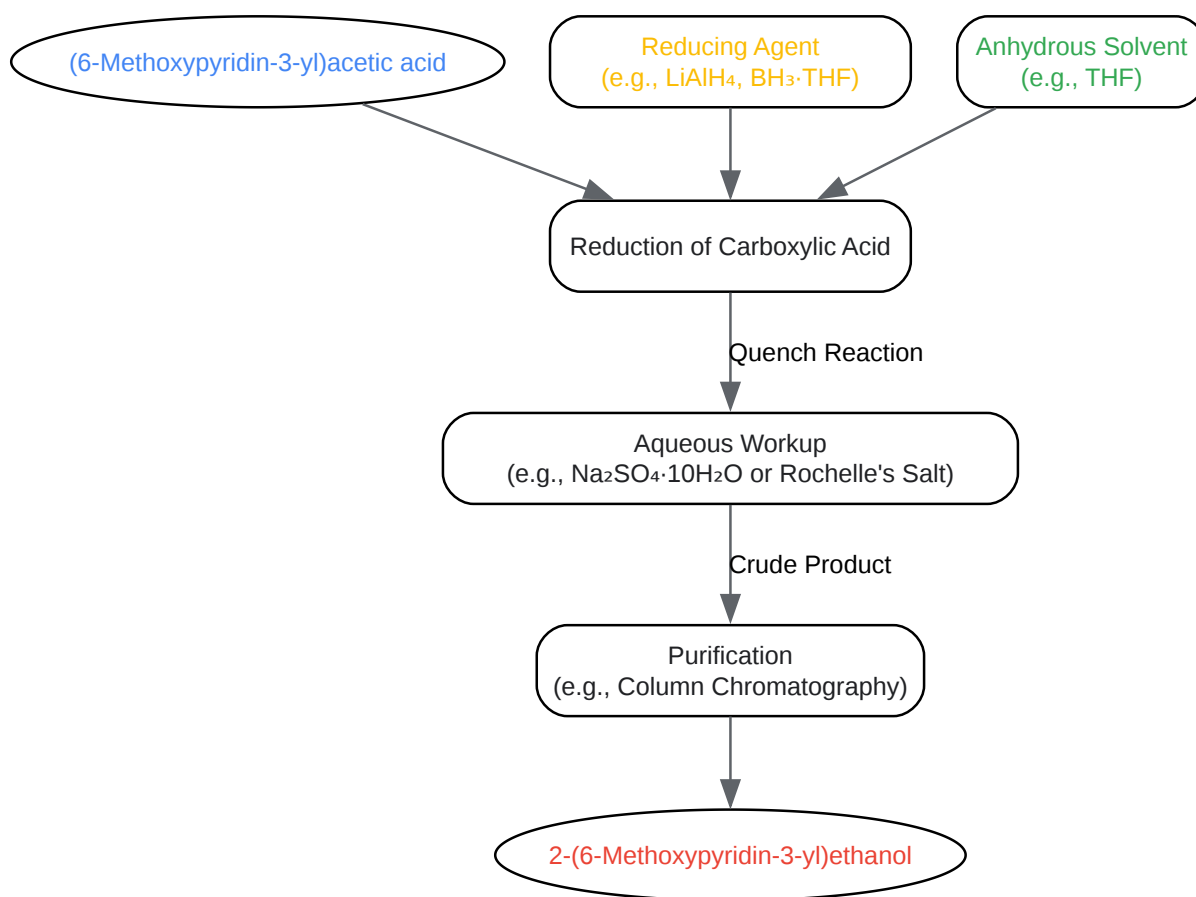 (6-Methoxypyridin-3-yl)acetic acid
Reducing Agent
(e.g., LiAlH₄, BH₃·THF)
Anhydrous Solvent
(e.g., THF)
Reduction of Carboxylic Acid
Quench Reaction
Aqueous Workup
(e.g., Na₂SO₄·10H₂O or Rochelle's Salt)
Crude Product
Purification
(e.g., Column Chromatography)
2-(6-Methoxypyridin-3-yl)ethanol